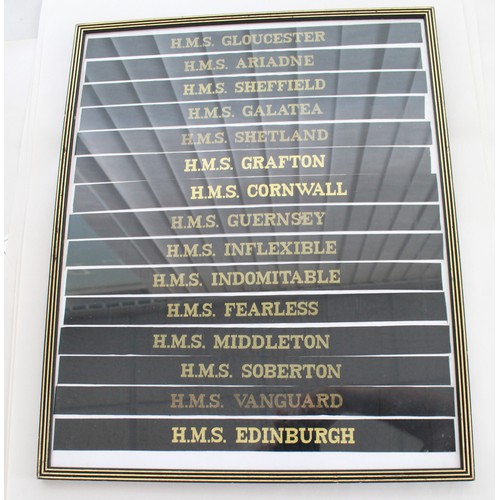 H.M.S. GLOUCESTER
H.M.S. ARIADNE
H.M.S. SHEFFIELD
H.M.S. GALATEA
H.M.S. SHETLAND
H.M.S. GRAFTON
H.M.S. CORNWALL
H.M.S. GUERNSEY
H.M.S. INFLEXIBLE
H.M.S. INDOMITABLE
H.M.S. FEARLESS
H.M.S. MIDDLETON
H.M.S. SOBERTON
H.M.S. VANGUARD
H.M.S. EDINBURGH